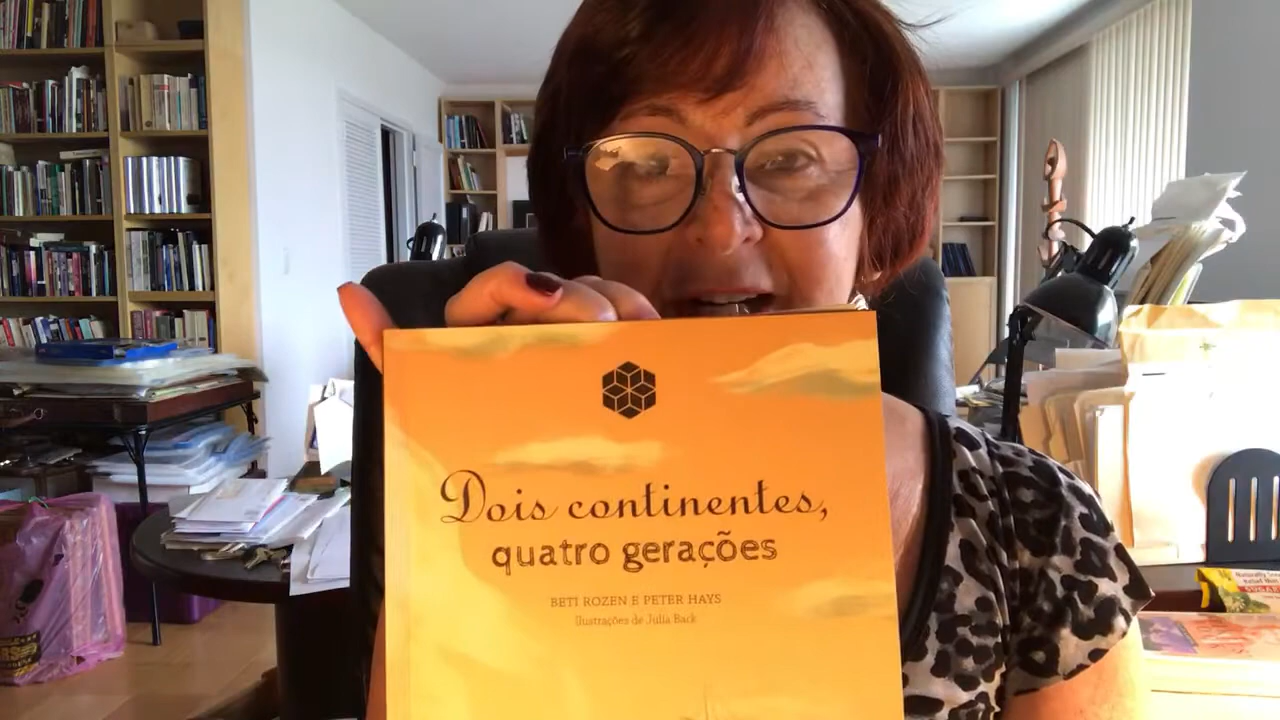 Dois continentes,
quatro gerações
BETI ROZEN E PETER HAYS
Ilustrações de Julia Back